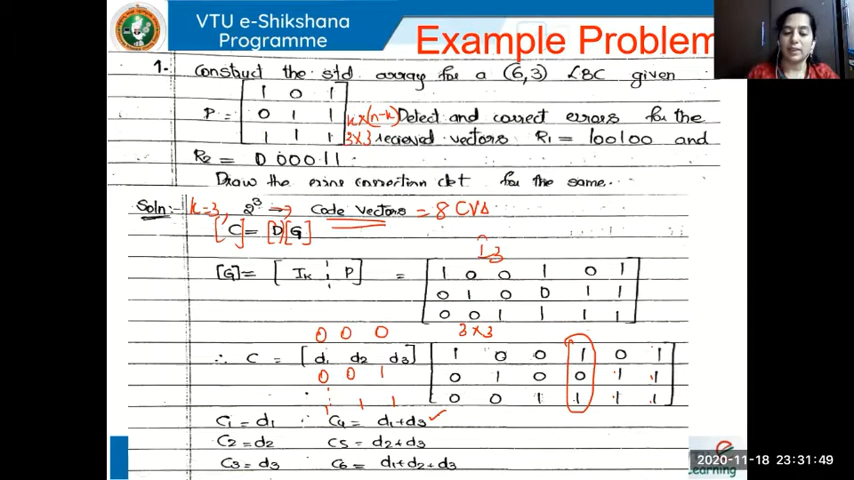 VTU e-Shikshana
Programme
Example Problem
1. Construct the std array for a (6,3) LBC given
P = 1 0 1
0 1 1
1 1 1
k×(n-k) Detect and correct errors for the
3×3 recieved vectors R1 = 100100 and
R2 = 000011.
Draw the error correction ckt for the same.
Soln:- k=3, 2^3 → Code Vectors = 8 CVs
[C] = [D][G]
I3
[G] = [ Ik ¦ P ] = 1 0 0 1 0 1
0 1 0 0 1 1
0 0 1 1 1 1
0 0 0 3×3
∴ C = [d1 d2 d3] 1 0 0 1 0 1
0 0 1 0 1 0 0 1 1
0 0 1 1 1 1
1 1 1
C1 = d1 C4 = d1+d3 ✓
C2 = d2 C5 = d2+d3
C3 = d3 C6 = d1+d2+d3
2020-11-18 23:31:49